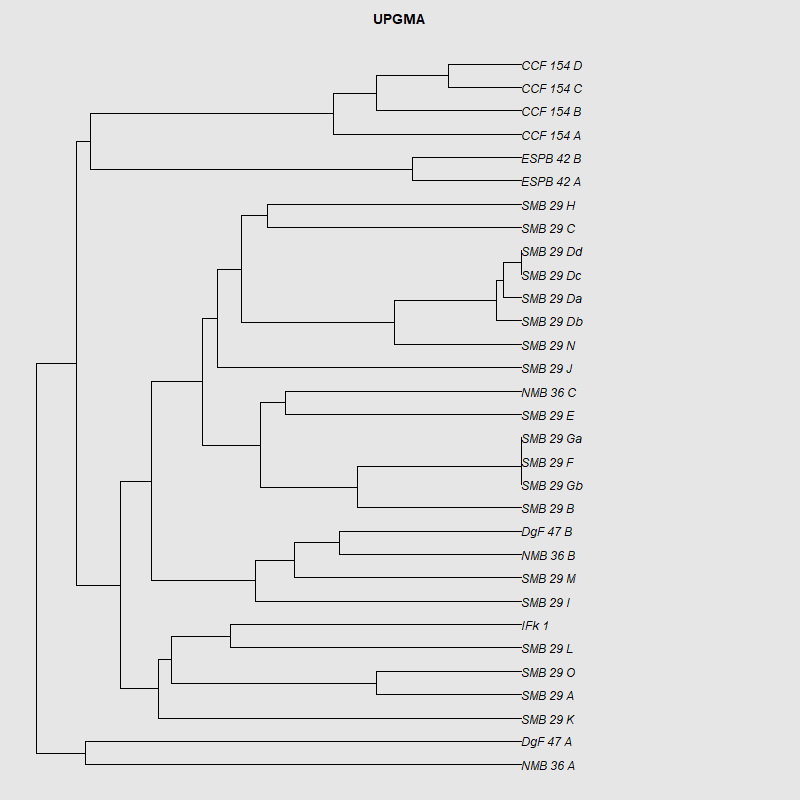 UPGMA
CCF 154 D
CCF 154 C
CCF 154 B
CCF 154 A
ESPB 42 B
ESPB 42 A
SMB 29 H
SMB 29 C
SMB 29 Dd
SMB 29 Dc
SMB 29 Da
SMB 29 Db
SMB 29 N
SMB 29 J
NMB 36 C
SMB 29 E
SMB 29 Ga
SMB 29 F
SMB 29 Gb
SMB 29 B
DgF 47 B
NMB 36 B
SMB 29 M
SMB 29 I
IFk 1
SMB 29 L
SMB 29 O
SMB 29 A
SMB 29 K
DgF 47 A
NMB 36 A